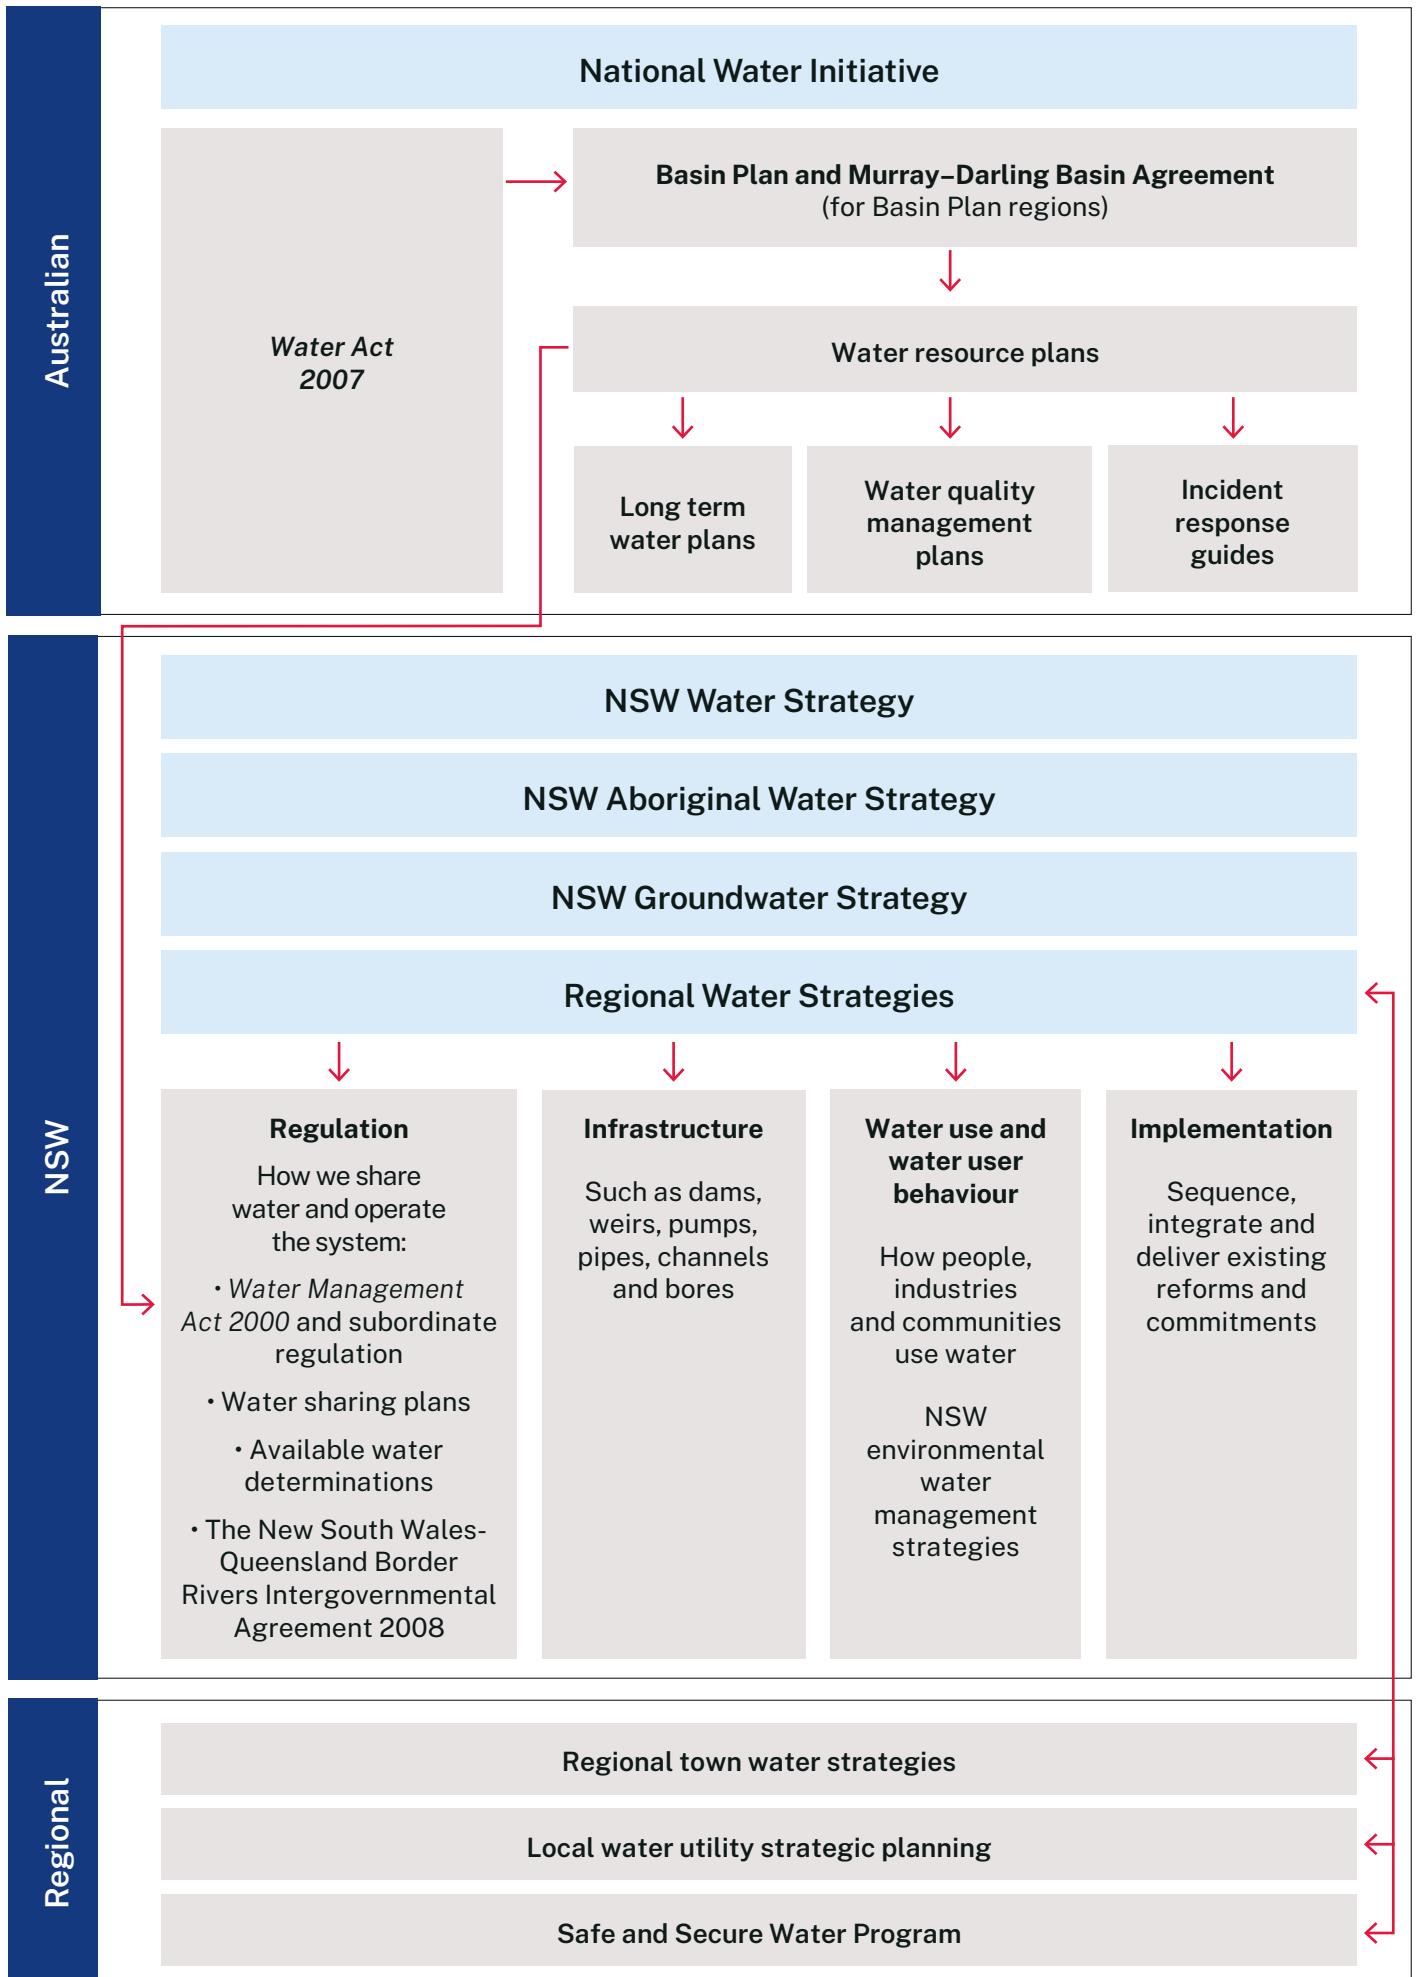 Australian
National Water Initiative
Water Act
2007
Basin Plan and Murray–Darling Basin Agreement
(for Basin Plan regions)
Water resource plans
Long term
water plans
Water quality
management
plans
Incident
response
guides
NSW
NSW Water Strategy
NSW Aboriginal Water Strategy
NSW Groundwater Strategy
Regional Water Strategies
Regulation
How we share
water and operate
the system:
• Water Management
Act 2000 and subordinate
regulation
• Water sharing plans
• Available water
determinations
• The New South Wales-
Queensland Border
Rivers Intergovernmental
Agreement 2008
Infrastructure
Such as dams,
weirs, pumps,
pipes, channels
and bores
Water use and
water user
behaviour
How people,
industries
and communities
use water
NSW
environmental
water
management
strategies
Implementation
Sequence,
integrate and
deliver existing
reforms and
commitments
Regional
Regional town water strategies
Local water utility strategic planning
Safe and Secure Water Program